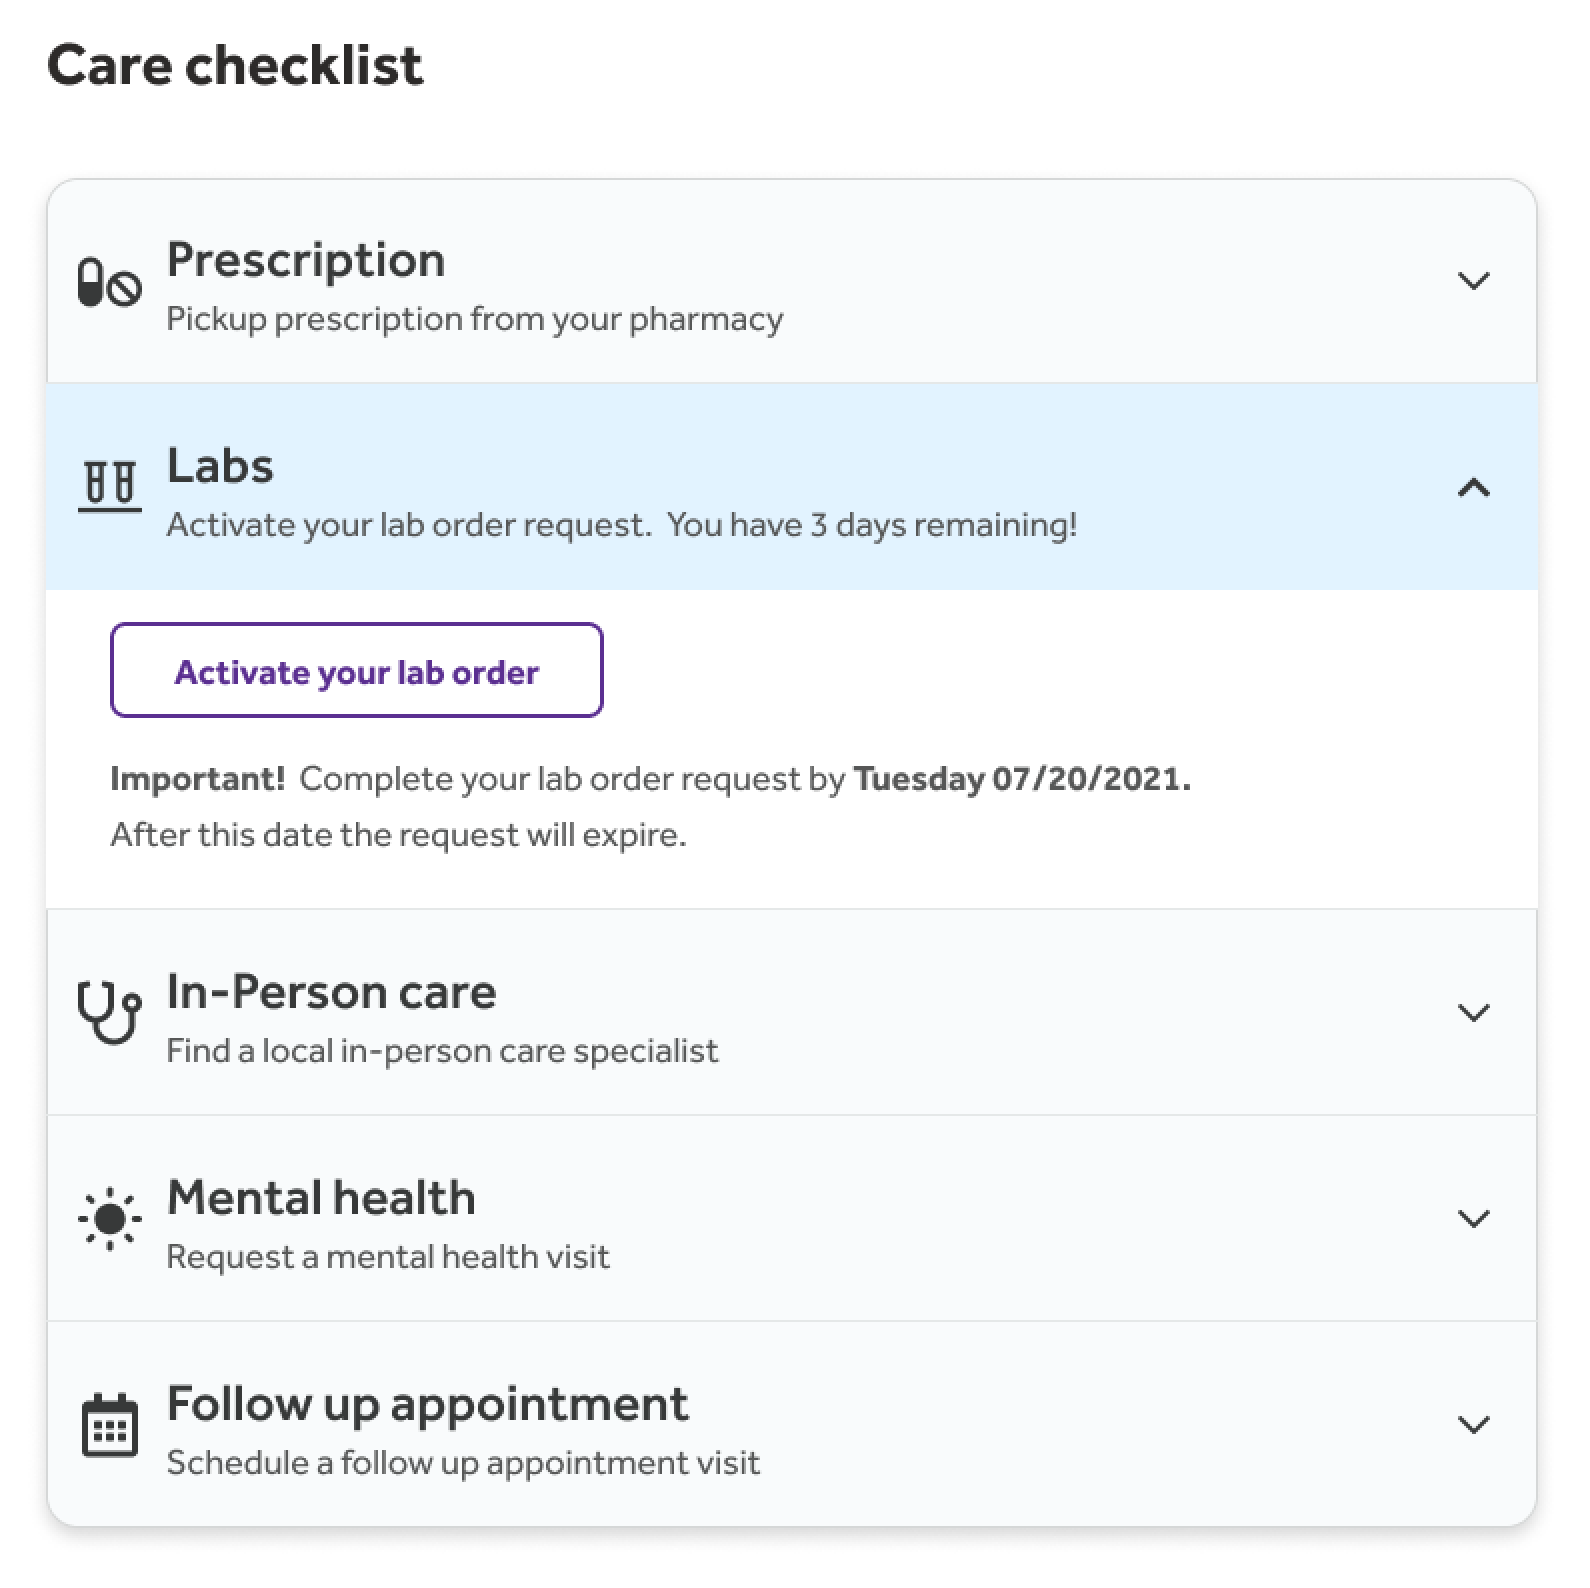 Care checklist
Prescription
Pickup prescription from your pharmacy
Labs
Activate your lab order request.  You have 3 days remaining!
Activate your lab order
Important!  Complete your lab order request by Tuesday 07/20/2021.
After this date the request will expire.
In-Person care
Find a local in-person care specialist
Mental health
Request a mental health visit
Follow up appointment
Schedule a follow up appointment visit